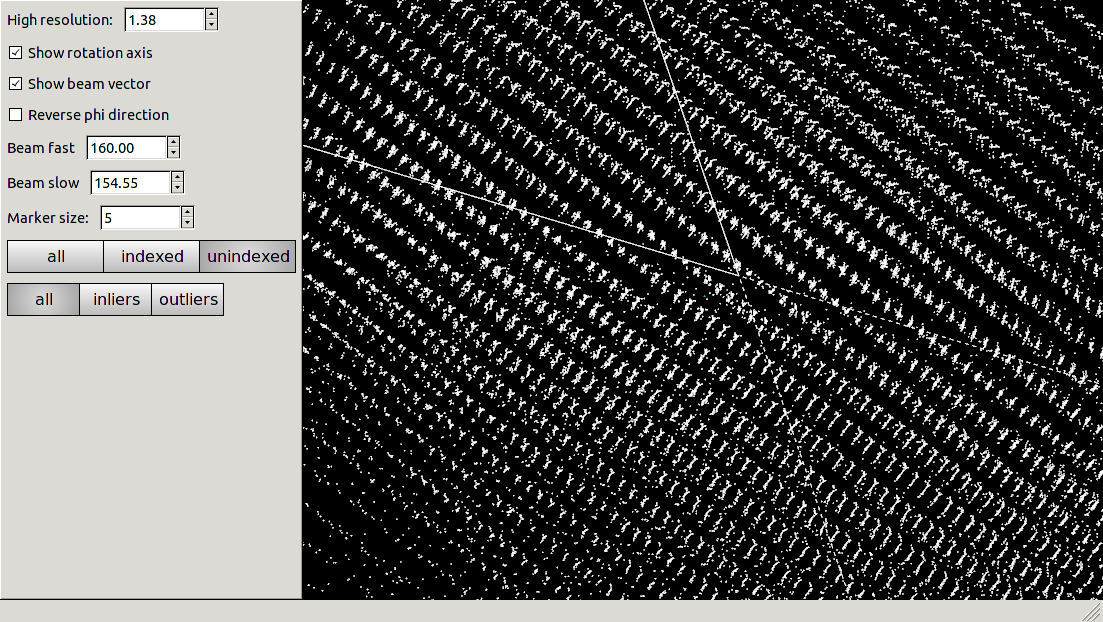 High resolution: 1.38
Show rotation axis
Show beam vector
Reverse phi direction
Beam fast 160.00
Beam slow 154.55
Marker size: 5
all indexed unindexed
all inliers outliers